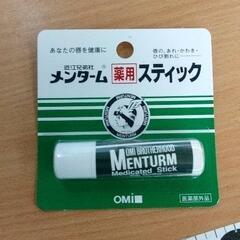 あなたの唇を健康に
唇の、あれ・かわき・
ひび割れに
近江兄弟社
メンターム®薬用スティック
OMI BROTHERHOOD
MENTURM
Medicated Stick
OMI
医薬部外品